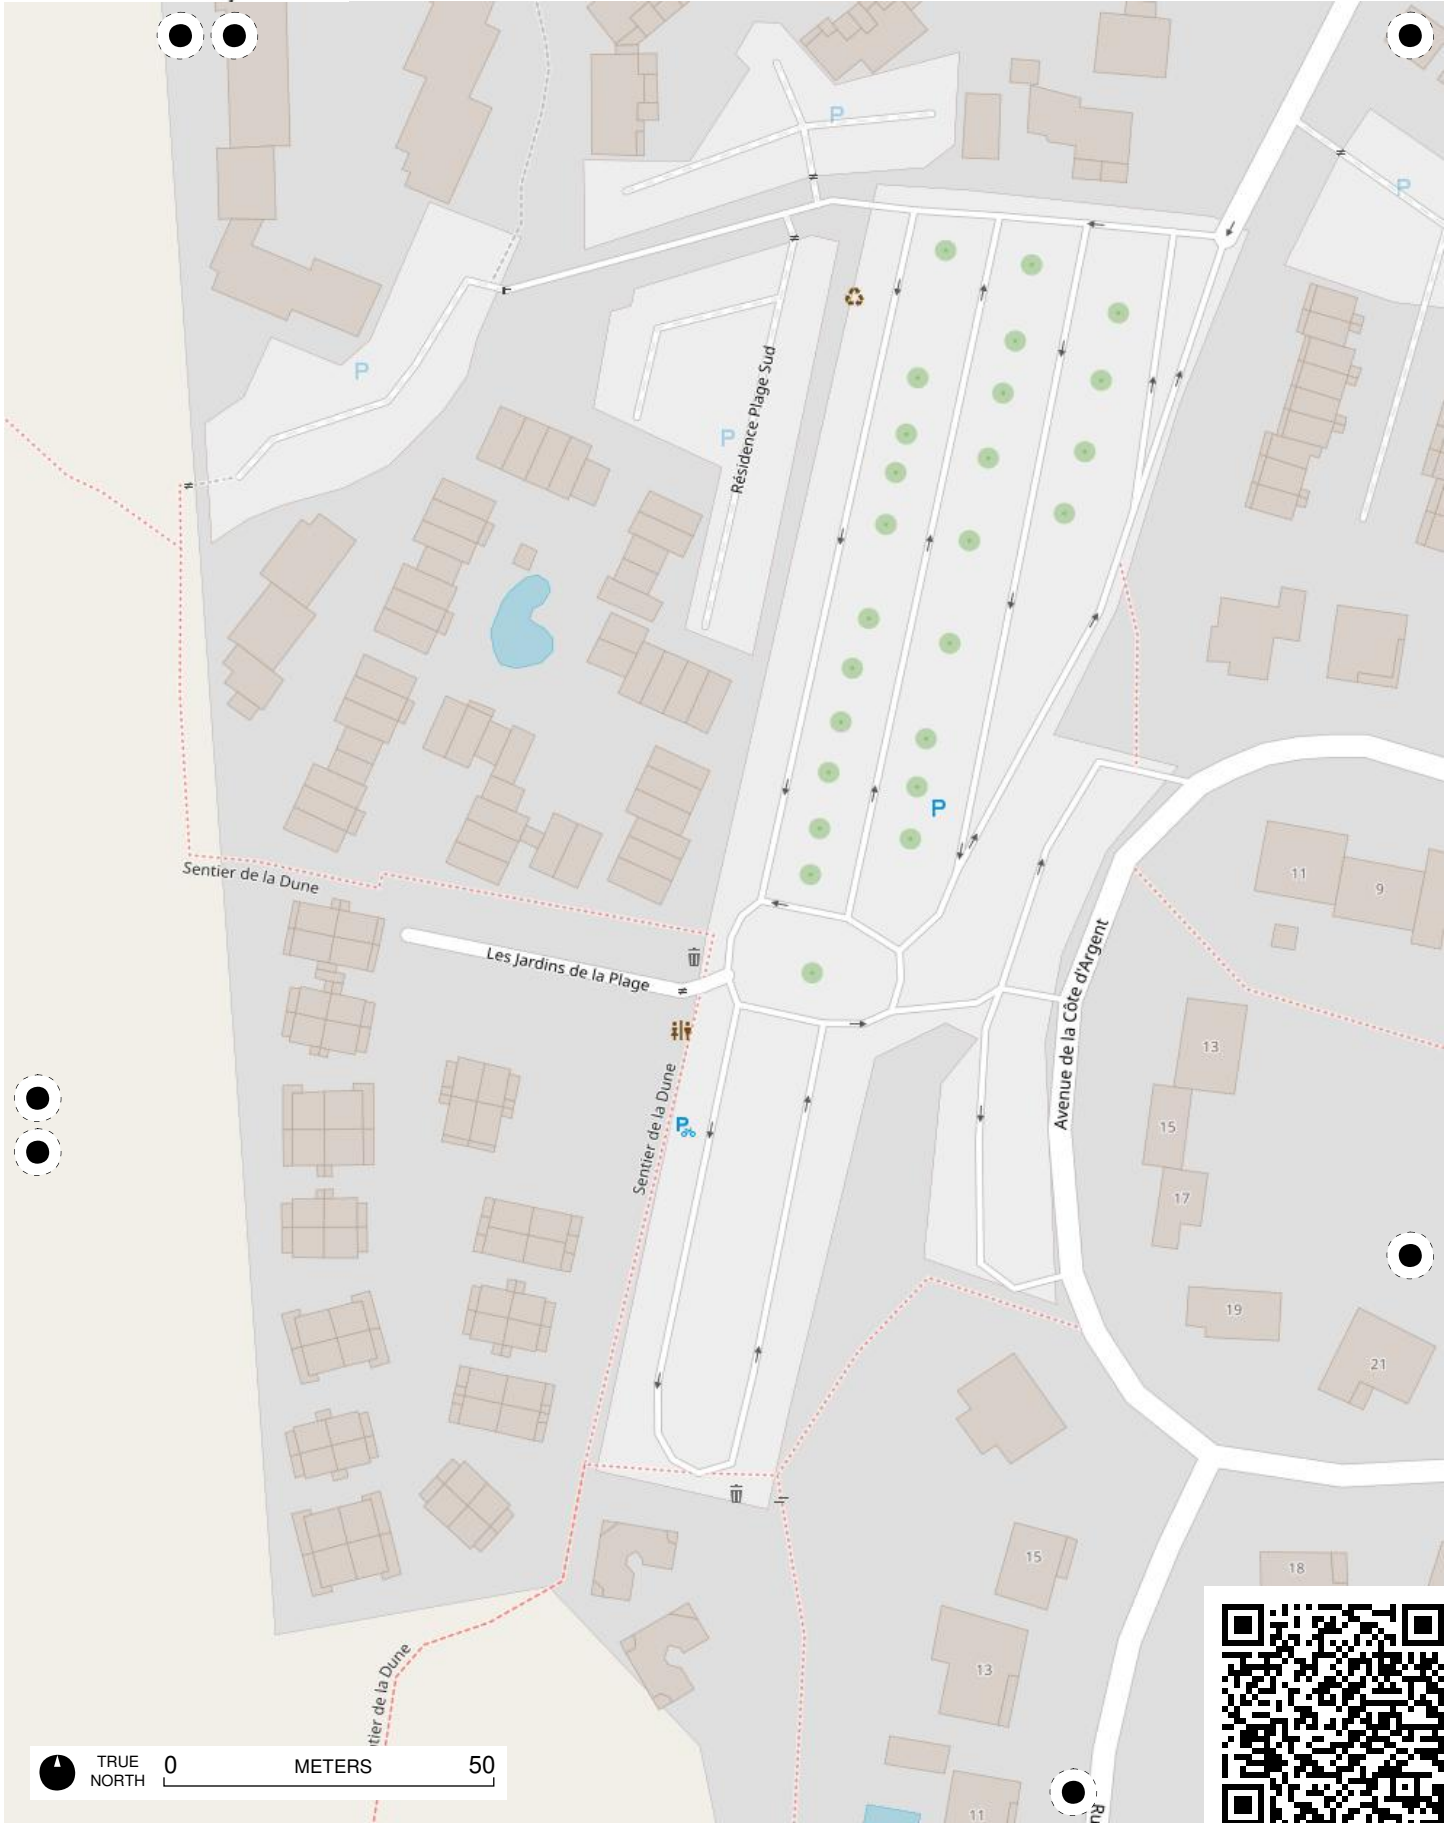 P
P
P
Résidence Plage Sud
P
P
Sentier de la Dune
11
9
Les Jardins de la Plage
Avenue de la Côte d'Argent
13
Sentier de la Dune
P
15
17
19
21
15
18
13
tier de la Dune
TRUE NORTH
0 METERS 50
11
Ru